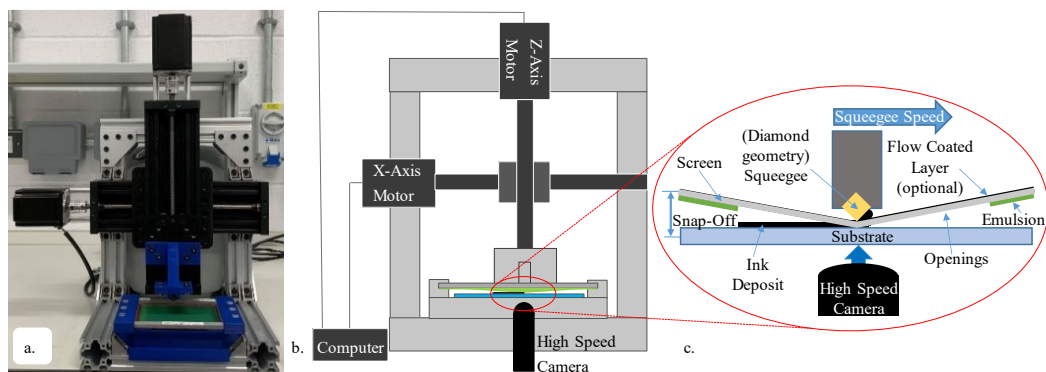 a.
b.
Z-Axis
Motor
X-Axis
Motor
Computer
High Speed
Camera
c.
Squeegee Speed
(Diamond
geometry)
Squeegee
Flow Coated
Layer
(optional)
Screen
Snap-Off
Emulsion
Substrate
Ink
Deposit
Openings
High Speed
Camera